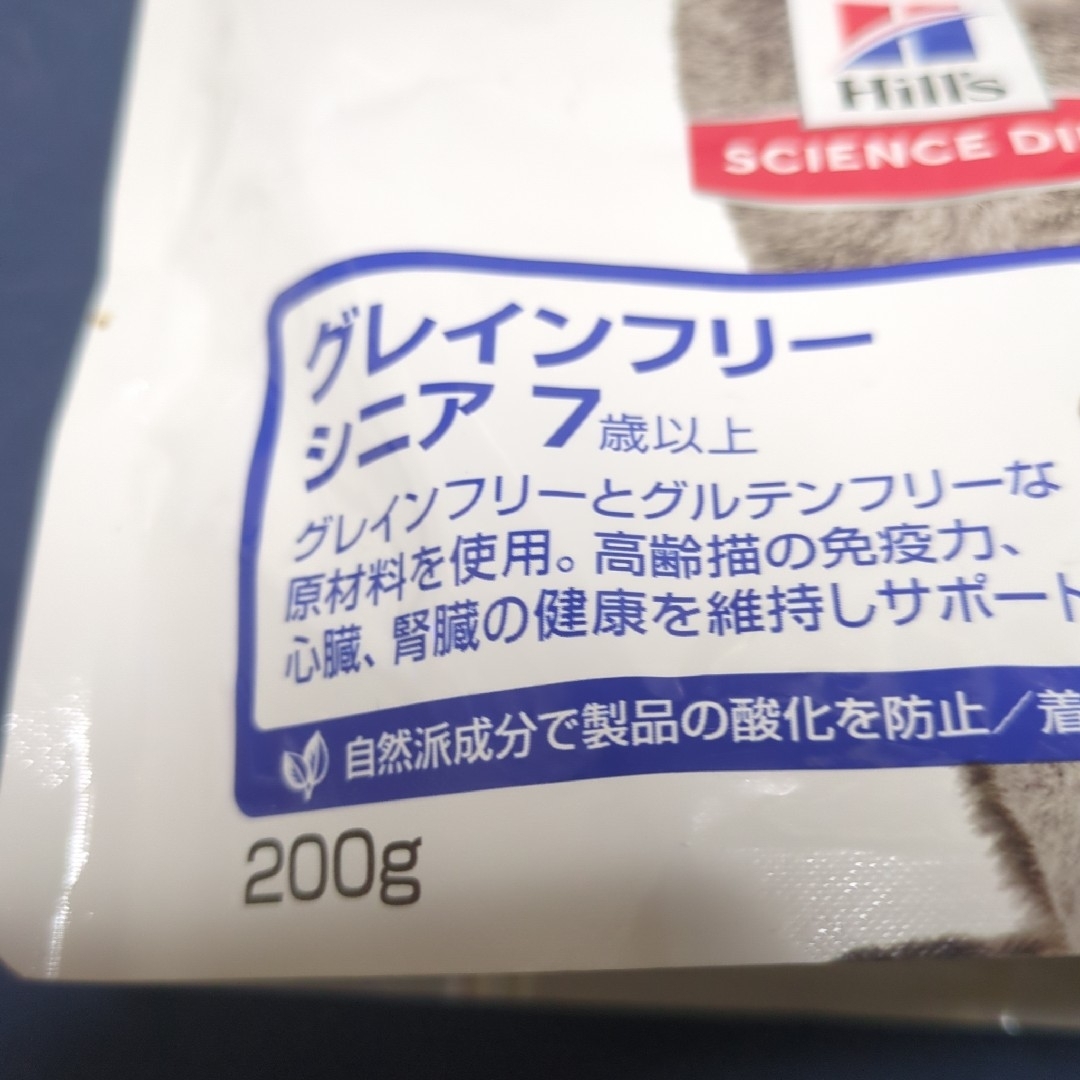 Hill's
SCIENCE DI
グレインフリー
シニア 7歳以上
グレインフリーとグルテンフリーな
原材料を使用。高齢猫の免疫力、
心臓、腎臓の健康を維持しサポート
自然派成分で製品の酸化を防止/着
200g